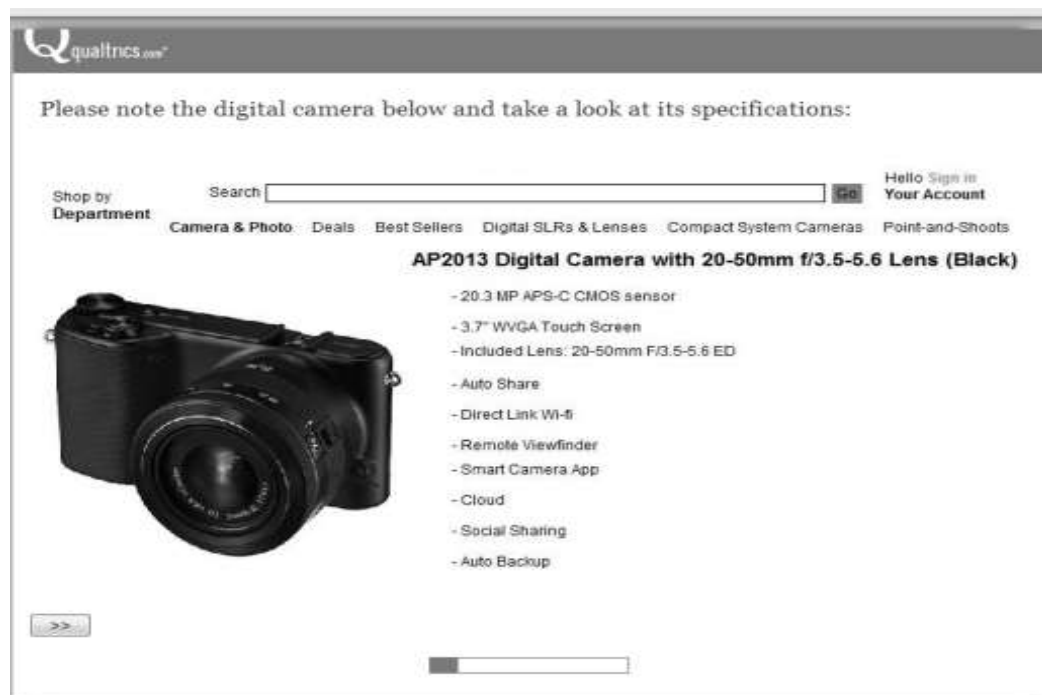 qualtrics.com
Please note the digital camera below and take a look at its specifications:
Shop by
Department
Search
Go
Hello Sign in
Your Account
Camera & Photo Deals Best Sellers Digital SLRs & Lenses Compact System Cameras Point-and-Shoots
AP2013 Digital Camera with 20-50mm f/3.5-5.6 Lens (Black)
- 20.3 MP APS-C CMOS sensor
- 3.7" WVGA Touch Screen
- Included Lens: 20-50mm F/3.5-5.6 ED
- Auto Share
- Direct Link Wi-fi
- Remote Viewfinder
- Smart Camera App
- Cloud
- Social Sharing
- Auto Backup
>>